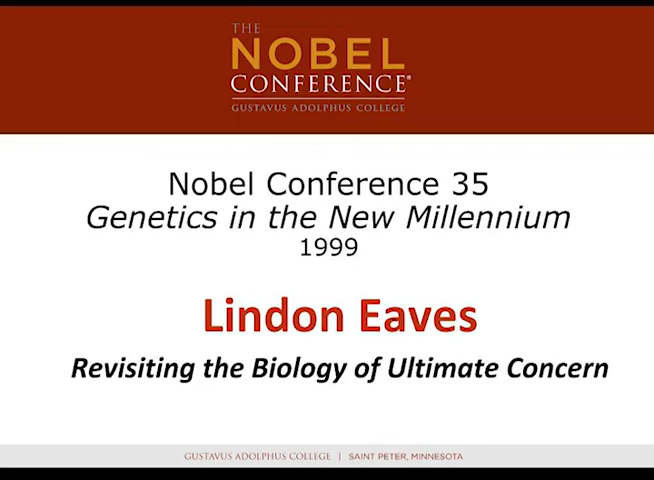 THE
NOBEL
CONFERENCE®
GUSTAVUS ADOLPHUS COLLEGE
Nobel Conference 35
Genetics in the New Millennium
1999
Lindon Eaves
Revisiting the Biology of Ultimate Concern
GUSTAVUS ADOLPHUS COLLEGE | SAINT PETER, MINNESOTA